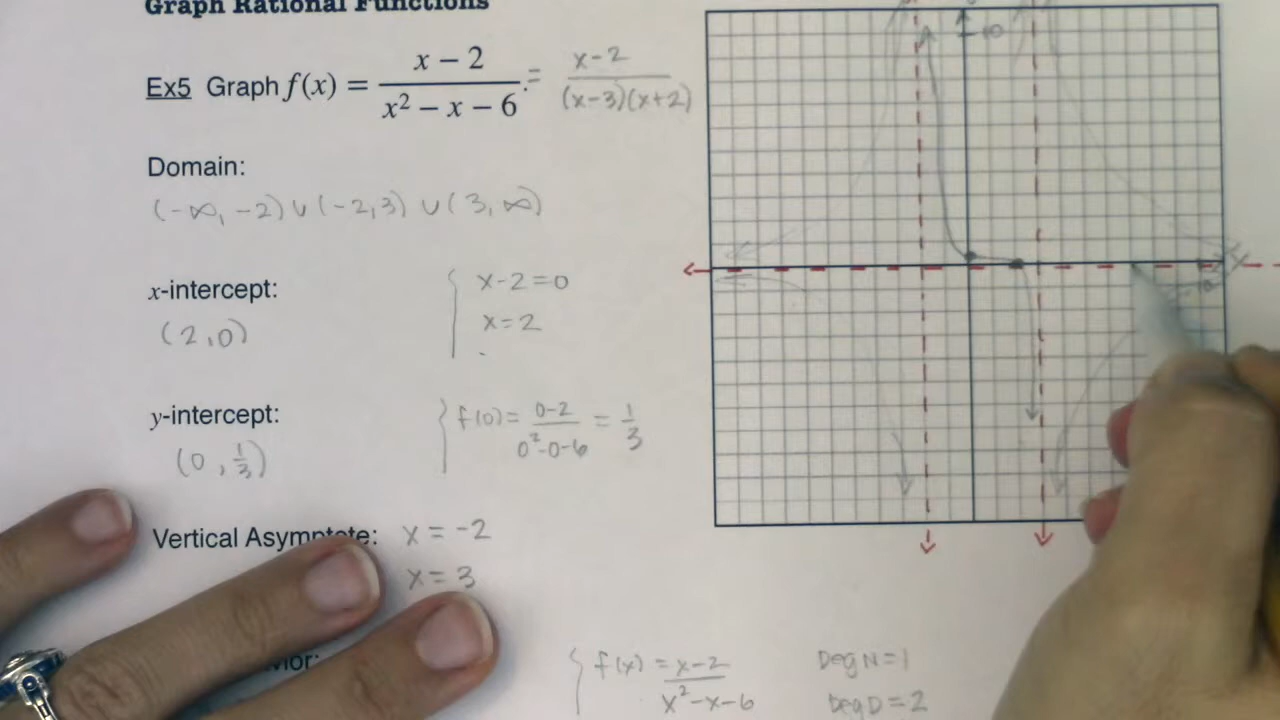 Graph Rational Functions
Ex5 Graph f(x) = (x − 2)/(x² − x − 6) = (x-2)/((x-3)(x+2))
10
Domain:
(-∞, -2) ∪ (-2, 3) ∪ (3, ∞)
x-intercept:
x-2=0
(2,0)
x=2
10
y-intercept:
f(0) = (0-2)/(0²-0-6) = 1/3
(0, 1/3)
Vertical Asymptote: x = -2
x = 3
f(x) = (x-2)/(x²-x-6)
Deg N = 1
Deg D = 2